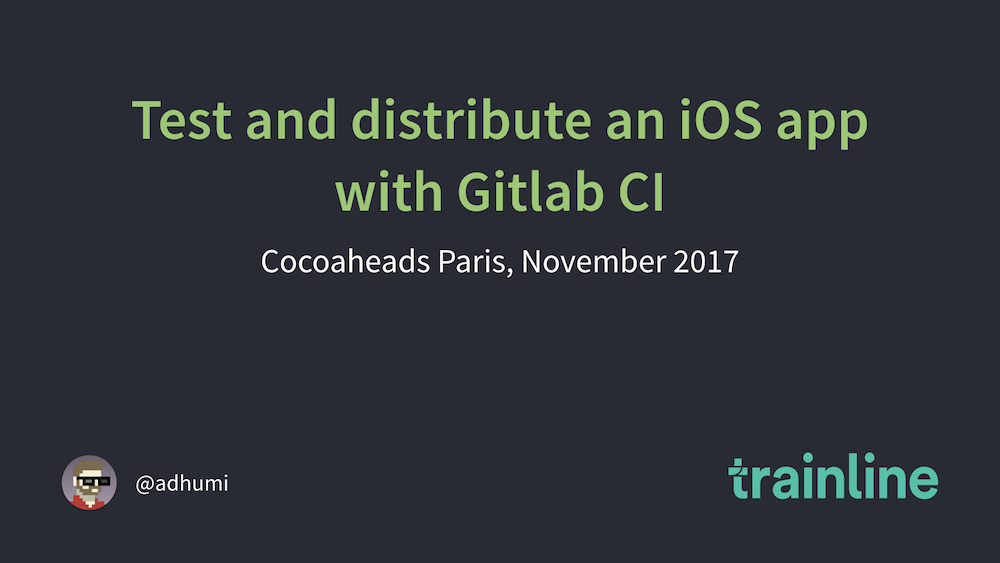 Test and distribute an iOS app
with Gitlab CI
Cocoaheads Paris, November 2017
@adhumi
trainline